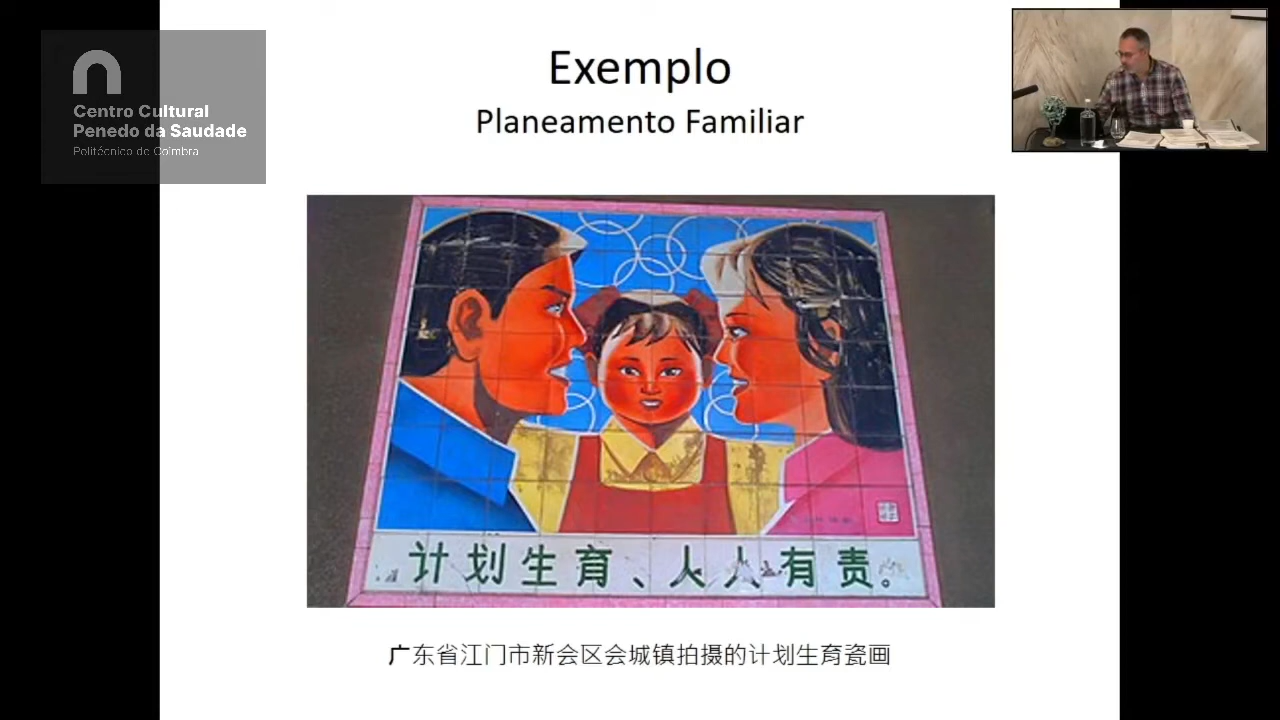 Centro Cultural
Penedo da Saudade
Politécnico de Coimbra
Exemplo
Planeamento Familiar
计划生育、人人有责。
广东省江门市新会区会城镇拍摄的计划生育瓷画